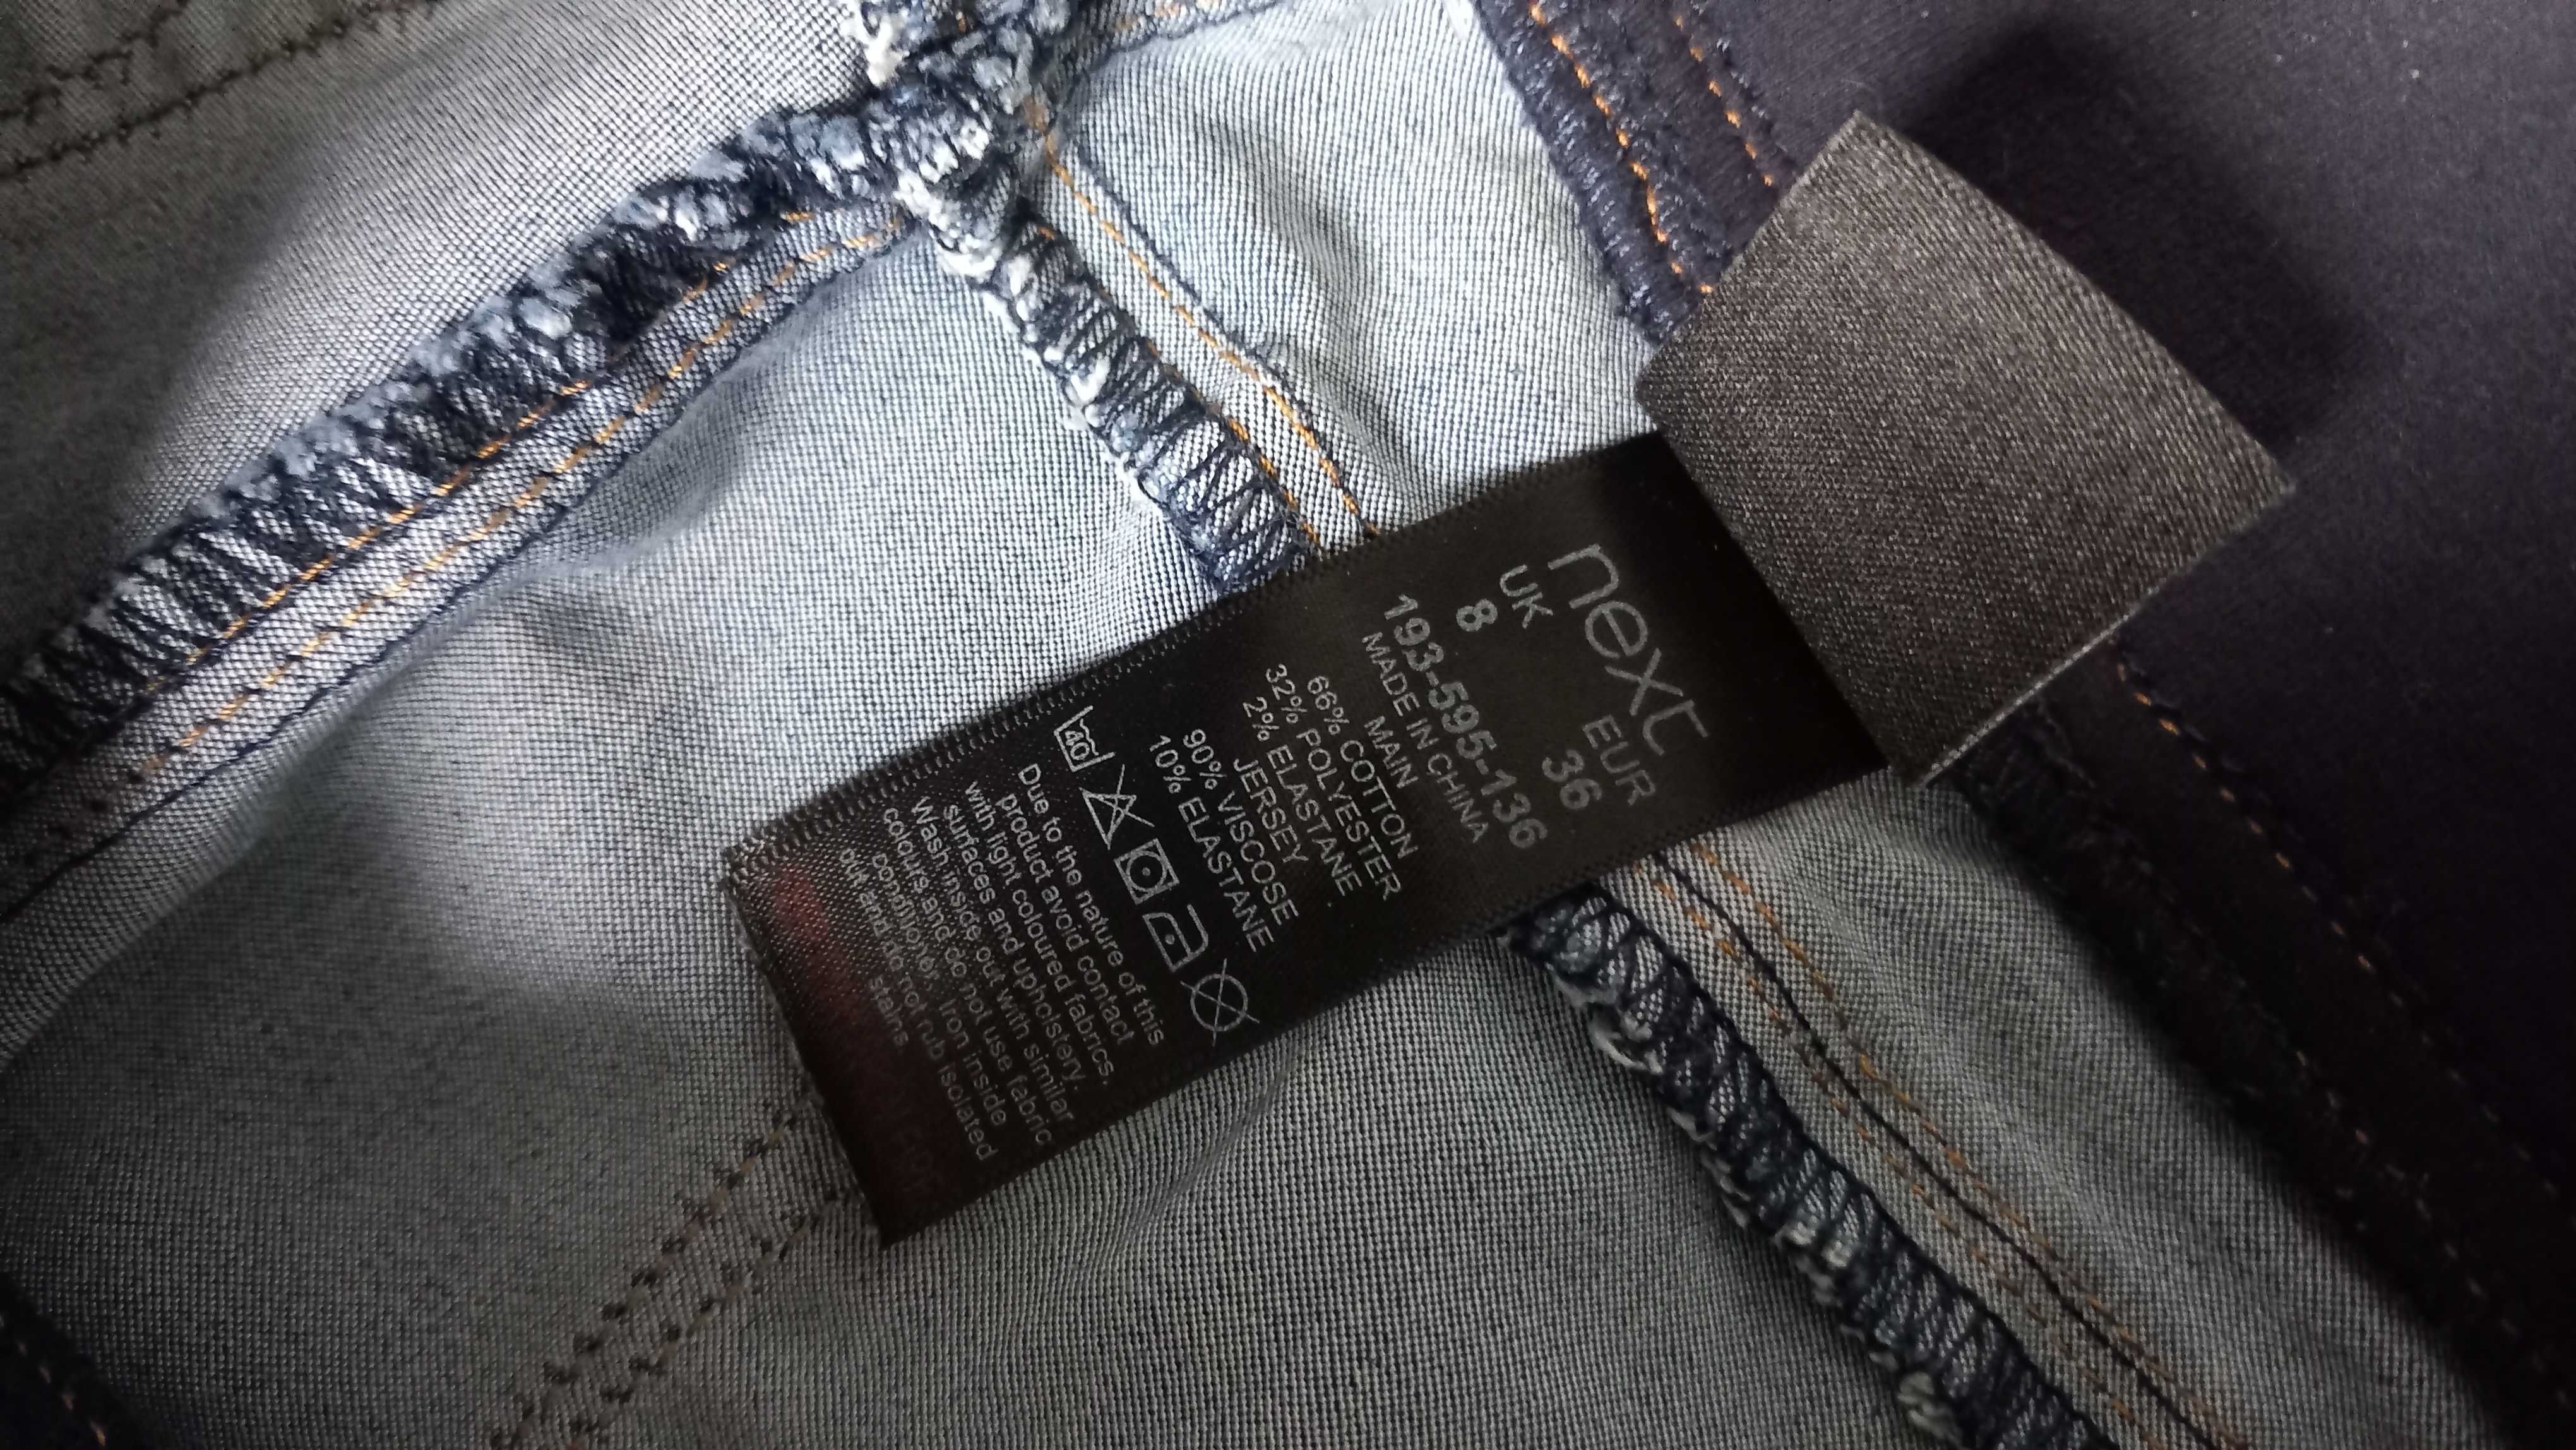 next
UK EUR
8 36
193-595-136
MADE IN CHINA
MAIN
66% COTTON
32% POLYESTER
2% ELASTANE
JERSEY
90% VISCOSE
10% ELASTANE
40
Due to the nature of this
product avoid contact
with light coloured fabrics,
surfaces and upholstery.
Wash inside out with similar
colours and do not use fabric
conditioner. Iron inside
out and do not rub isolated
stains.